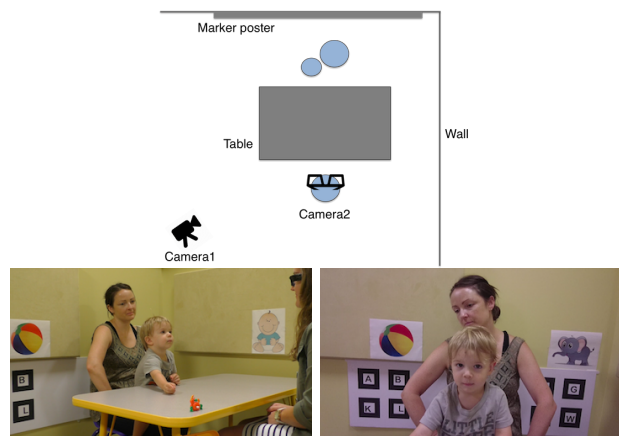 Marker poster
Table
Wall
Camera2
Camera1
B
L
A B
G
K L
W